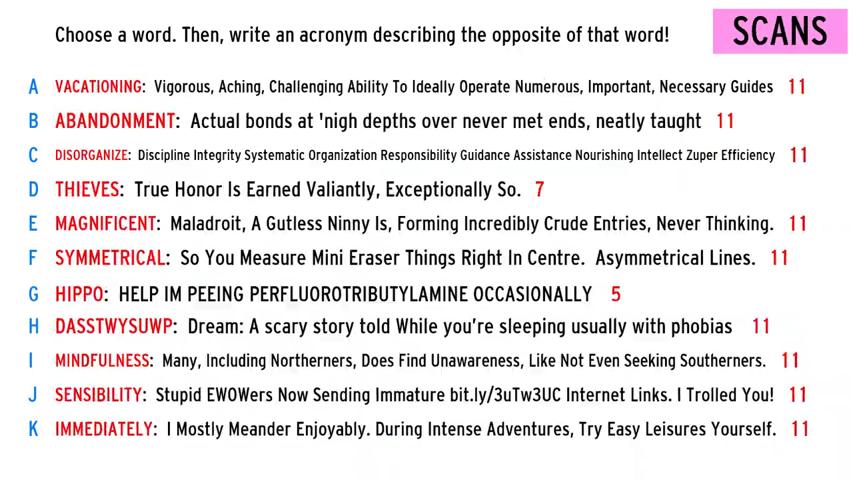 Choose a word. Then, write an acronym describing the opposite of that word!
SCANS
A VACATIONING: Vigorous, Aching, Challenging Ability To Ideally Operate Numerous, Important, Necessary Guides 11
B ABANDONMENT: Actual bonds at 'nigh depths over never met ends, neatly taught 11
C DISORGANIZE: Discipline Integrity Systematic Organization Responsibility Guidance Assistance Nourishing Intellect Zuper Efficiency 11
D THIEVES: True Honor Is Earned Valiantly, Exceptionally So. 7
E MAGNIFICENT: Maladroit, A Gutless Ninny Is, Forming Incredibly Crude Entries, Never Thinking. 11
F SYMMETRICAL: So You Measure Mini Eraser Things Right In Centre. Asymmetrical Lines. 11
G HIPPO: HELP IM PEEING PERFLUOROTRIBUTYLAMINE OCCASIONALLY 5
H DASSTWYSUWP: Dream: A scary story told While you're sleeping usually with phobias 11
I MINDFULNESS: Many, Including Northerners, Does Find Unawareness, Like Not Even Seeking Southerners. 11
J SENSIBILITY: Stupid EWOWers Now Sending Immature bit.ly/3uTw3UC Internet Links. I Trolled You! 11
K IMMEDIATELY: I Mostly Meander Enjoyably. During Intense Adventures, Try Easy Leisures Yourself. 11